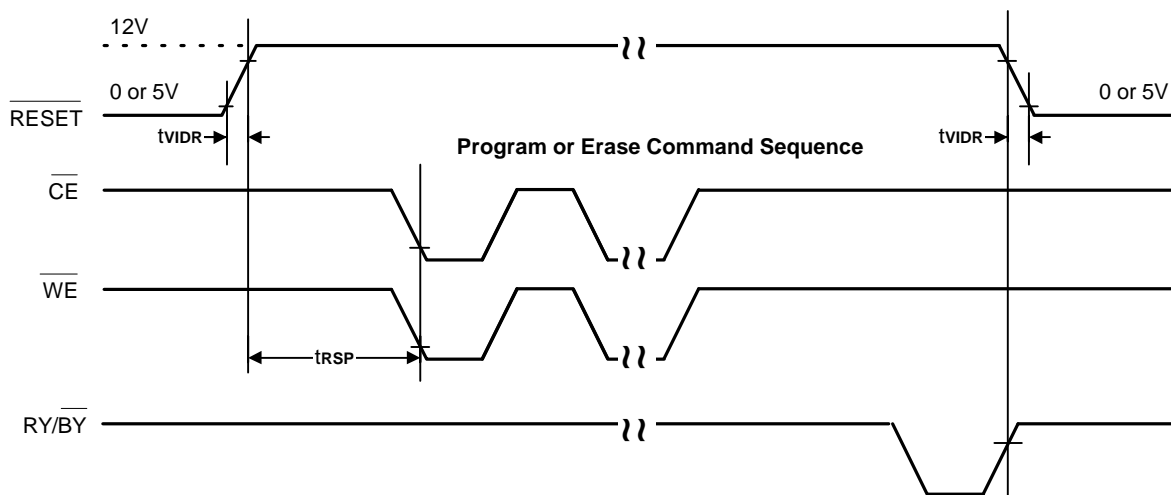 12V
0 or 5V
0 or 5V
RESET
tVIDR
tVIDR
Program or Erase Command Sequence
CE
WE
tRSP
RY/BY